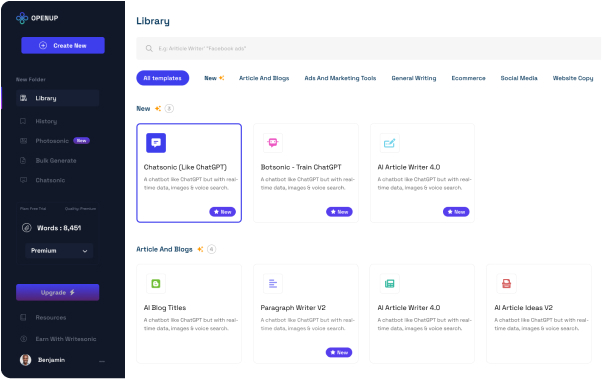 OPENUP
Create New
New Folder
Library
History
Photosonic New
Bulk Generate
Chatsonic
Plan Free Trial Quality Premium
Words : 8,451
Premium
Upgrade
Resources
Earn With Writesonic
Benjamin
Library
E.g. Article Writer "Facebook ads"
All templates New Article And Blogs Ads And Marketing Tools General Writing Ecommerce Social Media Website Copy
New 3
Chatsonic (Like ChatGPT)
A chatbot like ChatGPT but with real-
time data, images & voice search.
New
Botsonic - Train ChatGPT
A chatbot like ChatGPT but with real-
time data, images & voice search.
New
AI Article Writer 4.0
A chatbot like ChatGPT but with real-
time data, images & voice search.
New
Article And Blogs
AI Blog Titles
A chatbot like ChatGPT but with real-
time data, images & voice search.
Paragraph Writer V2
A chatbot like ChatGPT but with real-
time data, images & voice search.
New
AI Article Writer 4.0
A chatbot like ChatGPT but with real-
time data, images & voice search.
AI Article Ideas V2
A chatbot like ChatGPT but with real-
time data, images & voice search.